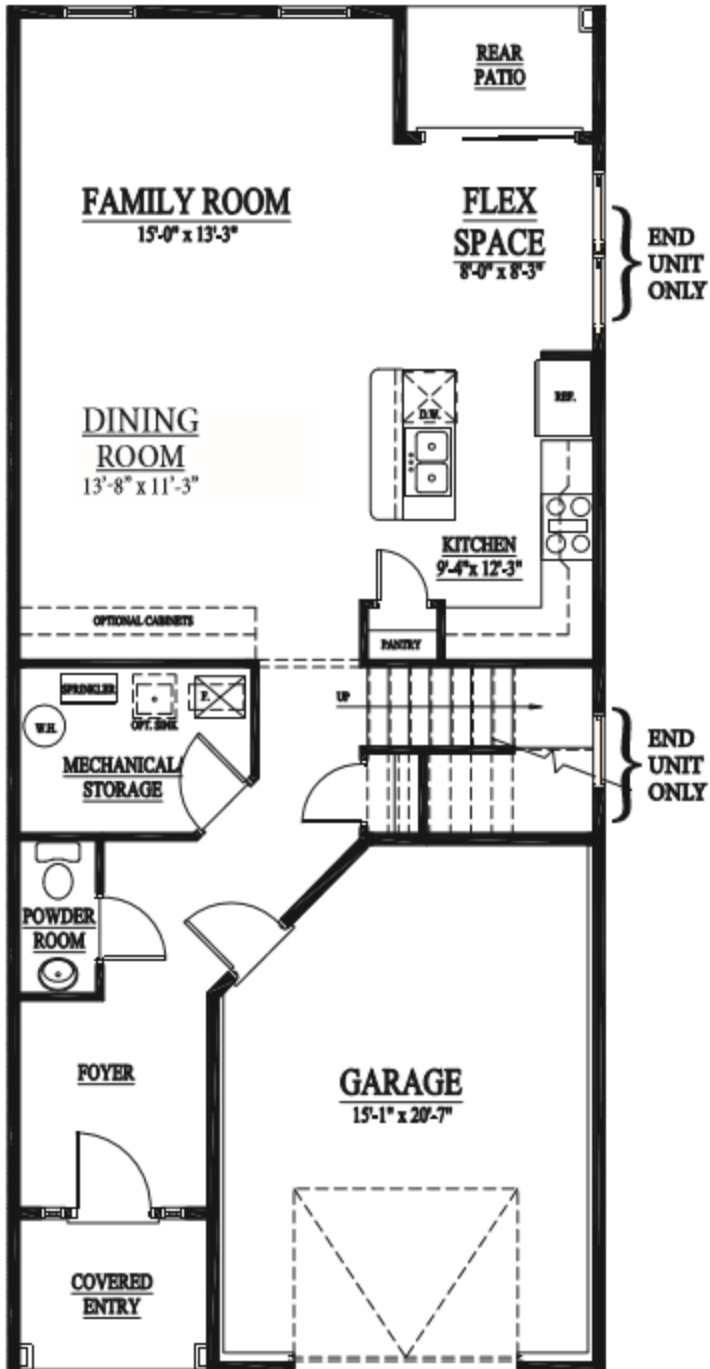 REAR
PATIO
FAMILY ROOM
15'-0" x 13'-3"
FLEX
SPACE
8'-0" x 8'-3"
END
UNIT
ONLY
REF.
D.W.
DINING
ROOM
13'-8" x 11'-3"
KITCHEN
9'-4"x 12'-3"
OPTIONAL CABINETS
PANTRY
SPRINKLER
F.
W.H.
OPT. SINK
UP
MECHANICAL/
STORAGE
END
UNIT
ONLY
POWDER
ROOM
FOYER
GARAGE
15'-1" x 20'-7"
COVERED
ENTRY